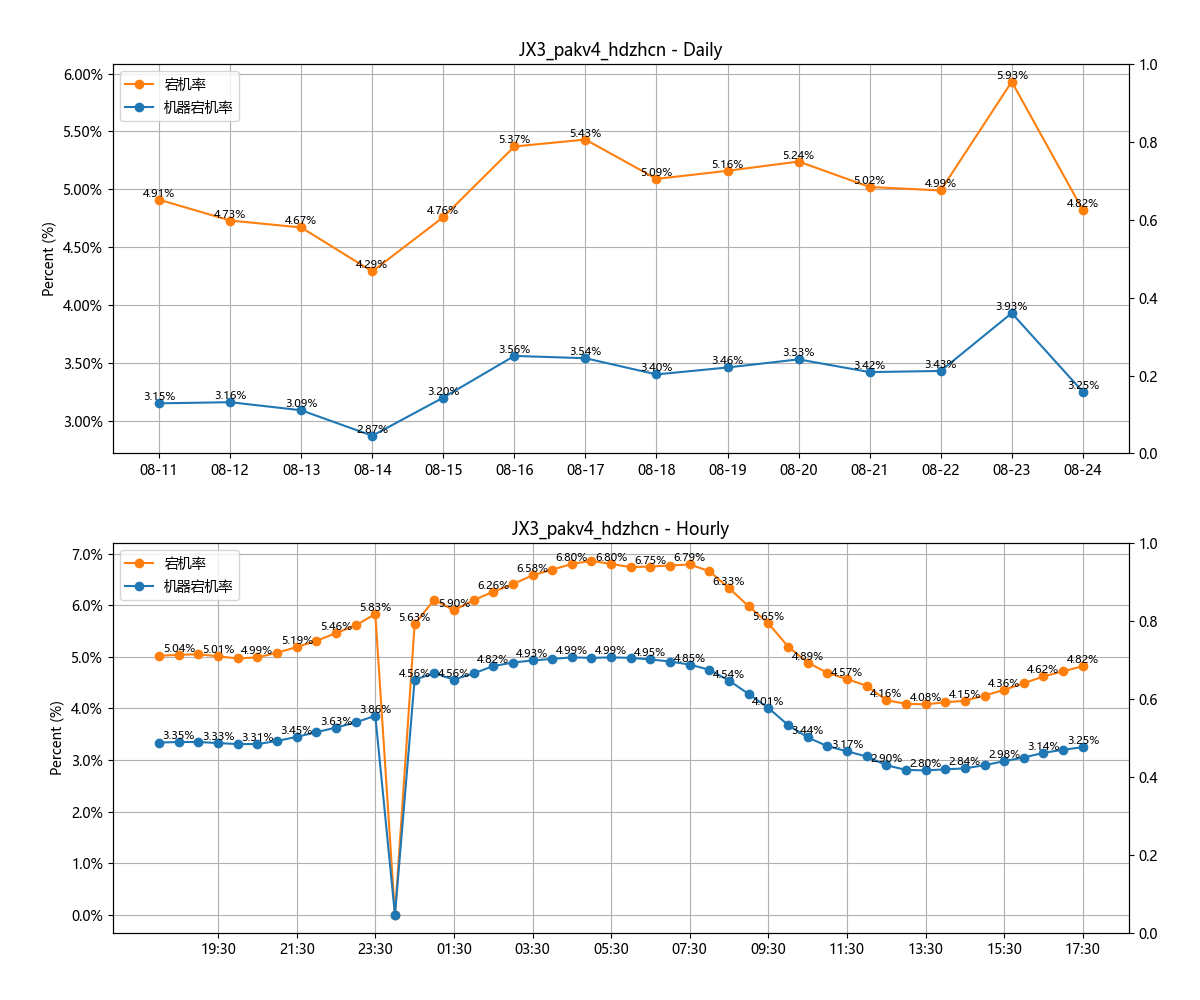 JX3_pakv4_hdzhcn - Daily
宕机率
机器宕机率
Percent (%)
6.00%
5.50%
5.00%
4.50%
4.00%
3.50%
3.00%
1.0
0.8
0.6
0.4
0.2
0.0
4.91% 4.73% 4.67% 4.29% 4.76% 5.37% 5.43% 5.09% 5.16% 5.24% 5.02% 4.99% 5.93% 4.82%
3.15% 3.16% 3.09% 2.87% 3.20% 3.56% 3.54% 3.40% 3.46% 3.53% 3.42% 3.43% 3.93% 3.25%
08-11 08-12 08-13 08-14 08-15 08-16 08-17 08-18 08-19 08-20 08-21 08-22 08-23 08-24
JX3_pakv4_hdzhcn - Hourly
宕机率
机器宕机率
Percent (%)
7.0%
6.0%
5.0%
4.0%
3.0%
2.0%
1.0%
0.0%
1.0
0.8
0.6
0.4
0.2
0.0
5.04% 5.01% 4.99% 5.19% 5.46% 5.83% 5.63% 5.90% 6.26% 6.58% 6.80% 6.80% 6.75% 6.79% 6.33% 5.65% 4.89% 4.57% 4.16% 4.08% 4.15% 4.36% 4.62% 4.82%
3.35% 3.33% 3.31% 3.45% 3.63% 3.86% 4.56% 4.56% 4.82% 4.93% 4.99% 4.99% 4.95% 4.85% 4.54% 4.01% 3.44% 3.17% 2.90% 2.80% 2.84% 2.98% 3.14% 3.25%
19:30 21:30 23:30 01:30 03:30 05:30 07:30 09:30 11:30 13:30 15:30 17:30